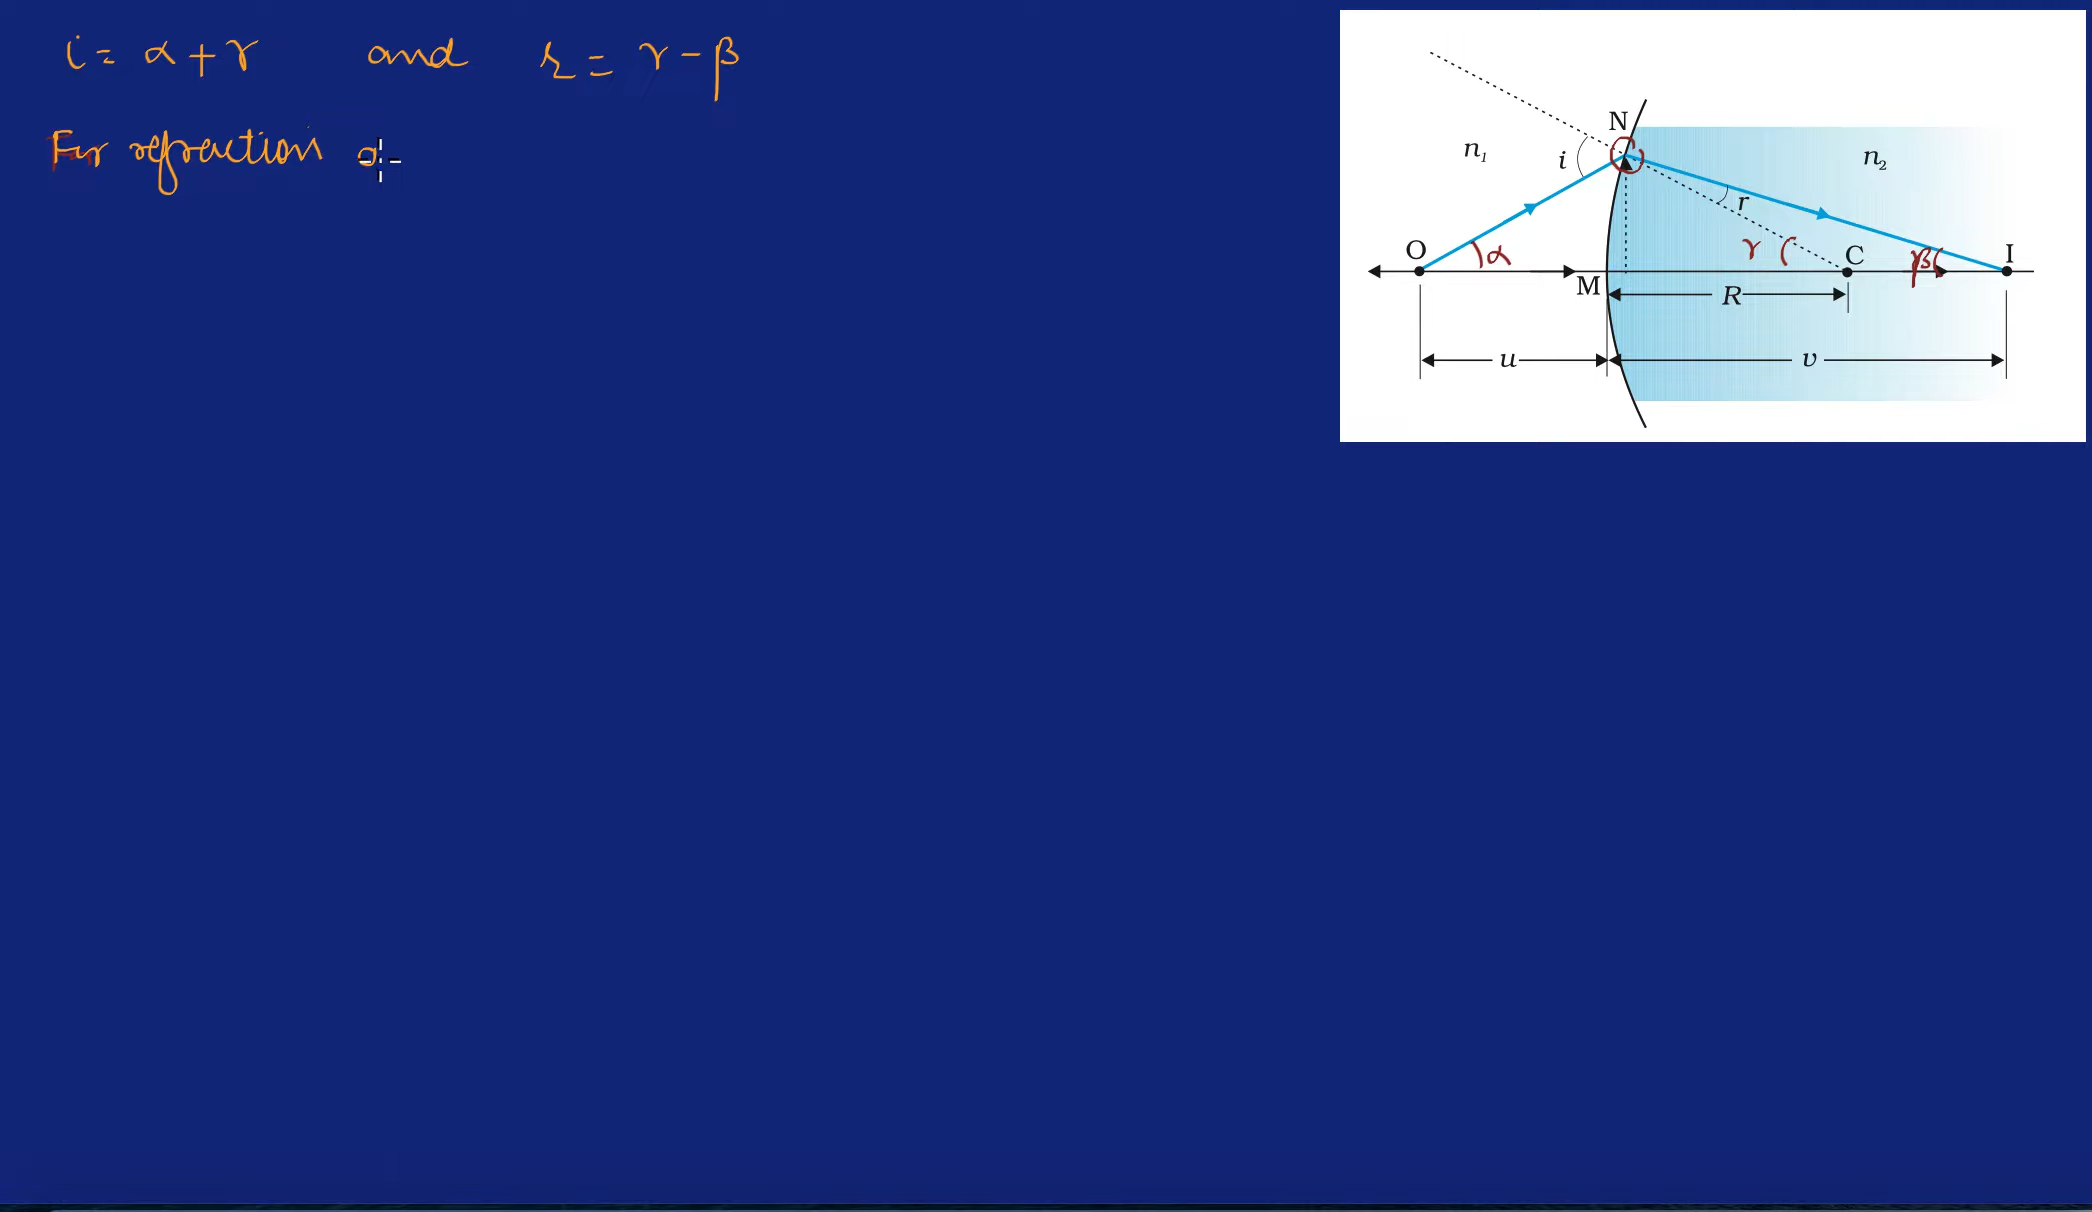 i = α + γ and r = γ - β
For refraction a
N
n₁
i
n₂
r
O
α
γ
C
β
I
M
R
u
v